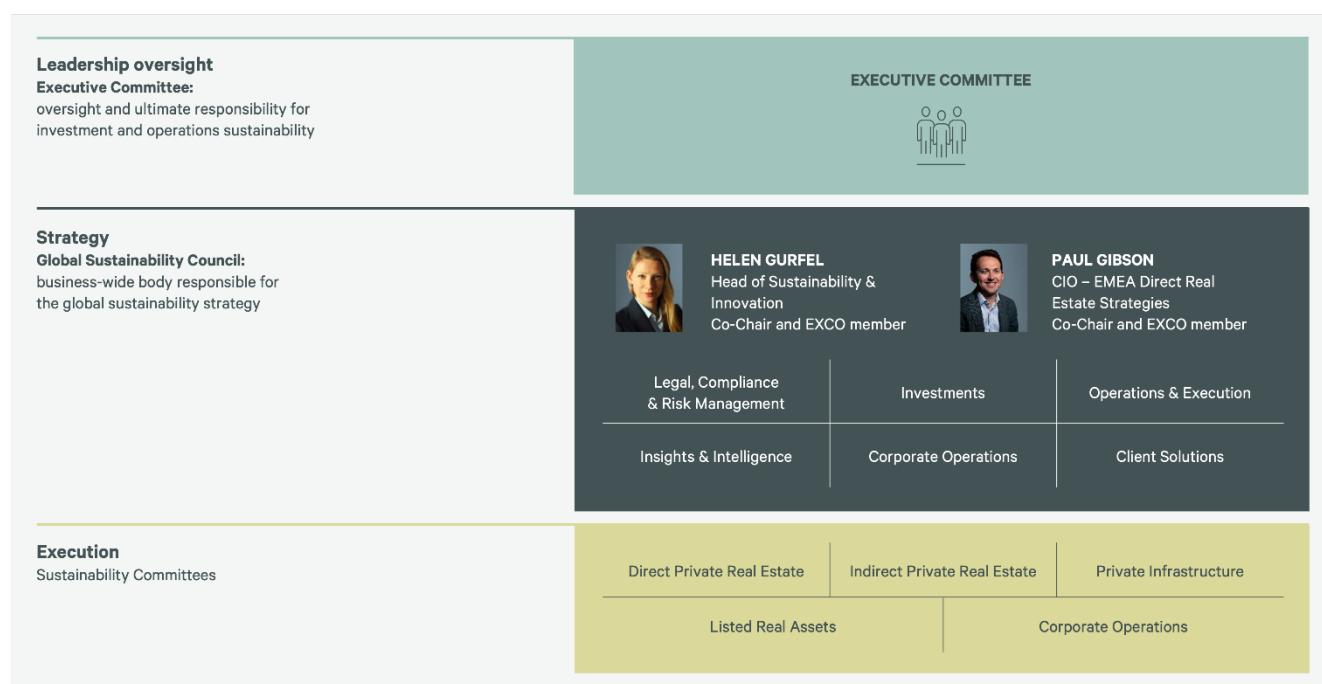 Leadership oversight
Executive Committee:
oversight and ultimate responsibility for
investment and operations sustainability
EXECUTIVE COMMITTEE
Strategy
Global Sustainability Council:
business-wide body responsible for
the global sustainability strategy
HELEN GURFEL
Head of Sustainability &
Innovation
Co-Chair and EXCO member
PAUL GIBSON
CIO – EMEA Direct Real
Estate Strategies
Co-Chair and EXCO member
Legal, Compliance
& Risk Management
Investments
Operations & Execution
Insights & Intelligence
Corporate Operations
Client Solutions
Execution
Sustainability Committees
Direct Private Real Estate
Indirect Private Real Estate
Private Infrastructure
Listed Real Assets
Corporate Operations